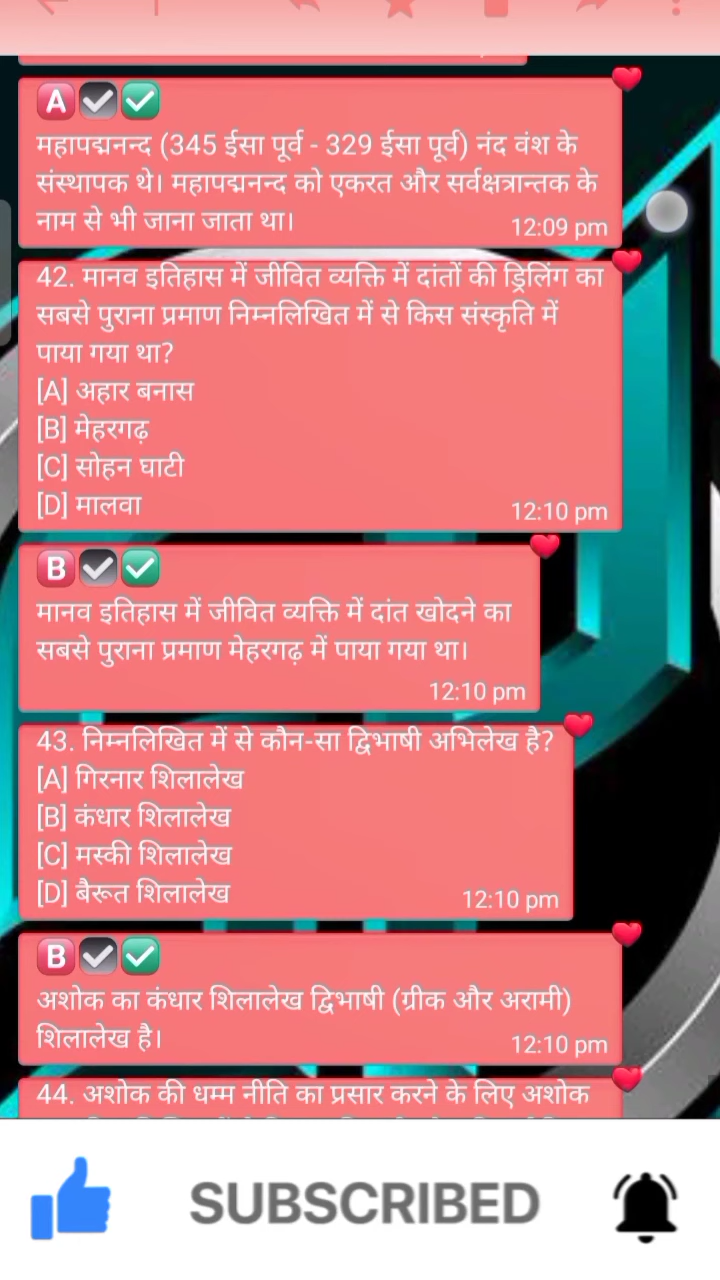 A
महापद्मनन्द (345 ईसा पूर्व - 329 ईसा पूर्व) नंद वंश के
संस्थापक थे। महापद्मनन्द को एकरत और सर्वक्षत्रान्तक के
नाम से भी जाना जाता था।
12:09 pm
42. मानव इतिहास में जीवित व्यक्ति में दांतों की ड्रिलिंग का
सबसे पुराना प्रमाण निम्नलिखित में से किस संस्कृति में
पाया गया था?
[A] अहार बनास
[B] मेहरगढ़
[C] सोहन घाटी
[D] मालवा
12:10 pm
B
मानव इतिहास में जीवित व्यक्ति में दांत खोदने का
सबसे पुराना प्रमाण मेहरगढ़ में पाया गया था।
12:10 pm
43. निम्नलिखित में से कौन-सा द्विभाषी अभिलेख है?
[A] गिरनार शिलालेख
[B] कंधार शिलालेख
[C] मस्की शिलालेख
[D] बैरूत शिलालेख
12:10 pm
B
अशोक का कंधार शिलालेख द्विभाषी (ग्रीक और अरामी)
शिलालेख है।
12:10 pm
44. अशोक की धम्म नीति का प्रसार करने के लिए अशोक
SUBSCRIBED